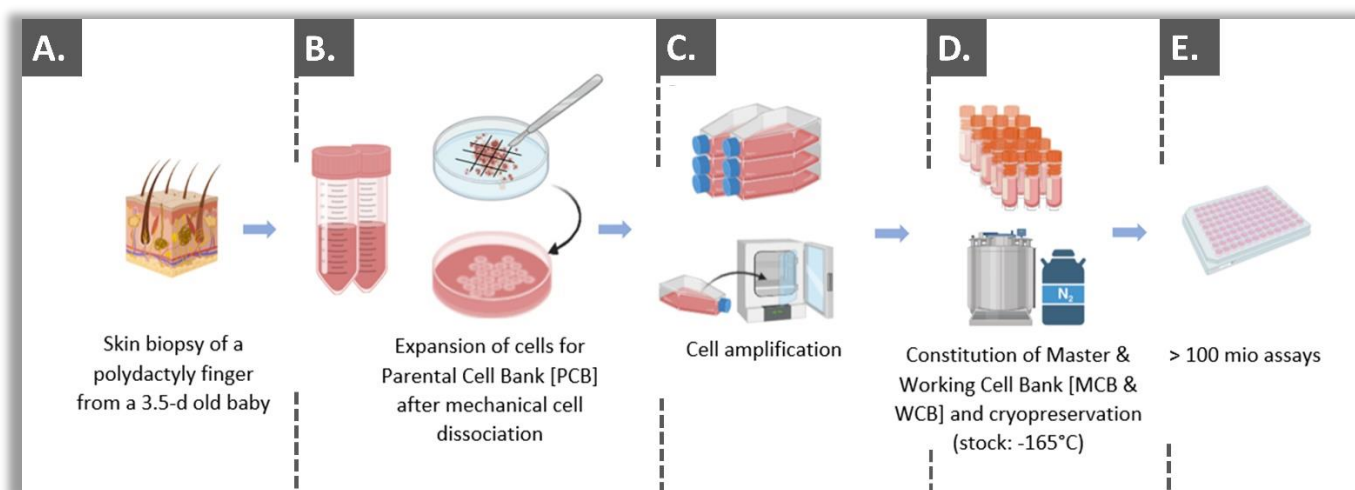 A.
B.
C.
D.
E.
N₂
Skin biopsy of a
polydactyly finger
from a 3.5-d old baby
Expansion of cells for
Parental Cell Bank [PCB]
after mechanical cell
dissociation
Cell amplification
Constitution of Master &
Working Cell Bank [MCB &
WCB] and cryopreservation
(stock: -165°C)
> 100 mio assays